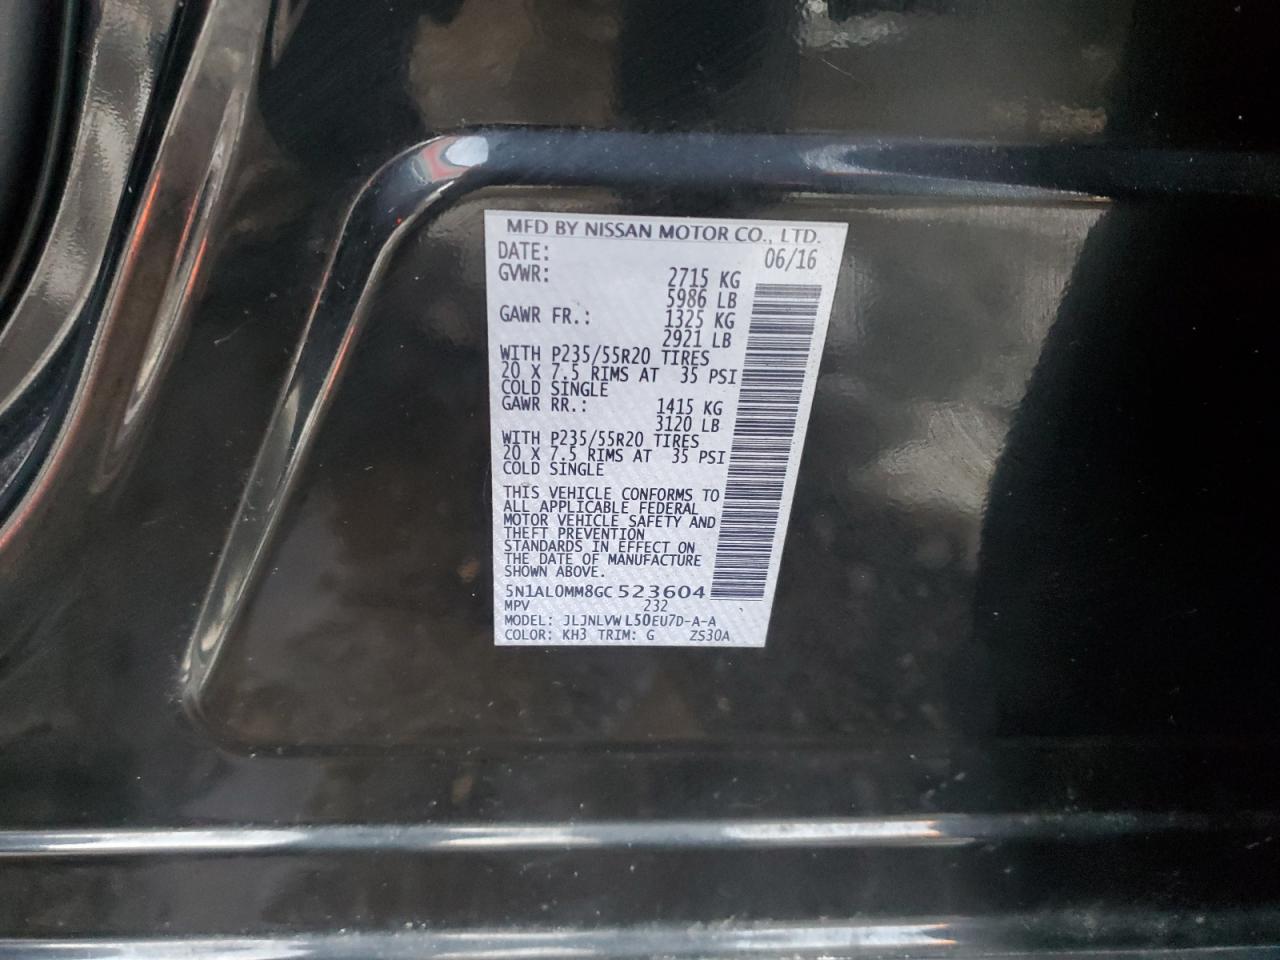 MFD BY NISSAN MOTOR CO., LTD.
DATE: 06/16
GVWR: 2715 KG
5986 LB
GAWR FR.: 1325 KG
2921 LB
WITH P235/55R20 TIRES
20 X 7.5 RIMS AT 35 PSI
COLD SINGLE
GAWR RR.: 1415 KG
3120 LB
WITH P235/55R20 TIRES
20 X 7.5 RIMS AT 35 PSI
COLD SINGLE
THIS VEHICLE CONFORMS TO
ALL APPLICABLE FEDERAL
MOTOR VEHICLE SAFETY AND
THEFT PREVENTION
STANDARDS IN EFFECT ON
THE DATE OF MANUFACTURE
SHOWN ABOVE.
5N1AL0MM8GC 523604
MPV 232
MODEL: JLJNLVW L50EU7D-A-A
COLOR: KH3 TRIM: G ZS30A